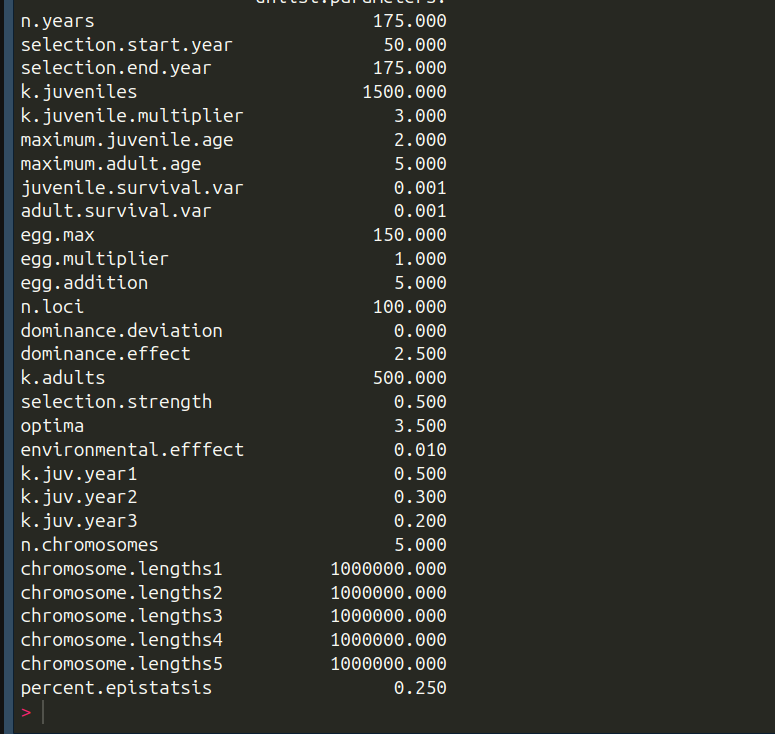 n.years 175.000
selection.start.year 50.000
selection.end.year 175.000
k.juveniles 1500.000
k.juvenile.multiplier 3.000
maximum.juvenile.age 2.000
maximum.adult.age 5.000
juvenile.survival.var 0.001
adult.survival.var 0.001
egg.max 150.000
egg.multiplier 1.000
egg.addition 5.000
n.loci 100.000
dominance.deviation 0.000
dominance.effect 2.500
k.adults 500.000
selection.strength 0.500
optima 3.500
environmental.efffect 0.010
k.juv.year1 0.500
k.juv.year2 0.300
k.juv.year3 0.200
n.chromosomes 5.000
chromosome.lengths1 1000000.000
chromosome.lengths2 1000000.000
chromosome.lengths3 1000000.000
chromosome.lengths4 1000000.000
chromosome.lengths5 1000000.000
percent.epistatsis 0.250
>